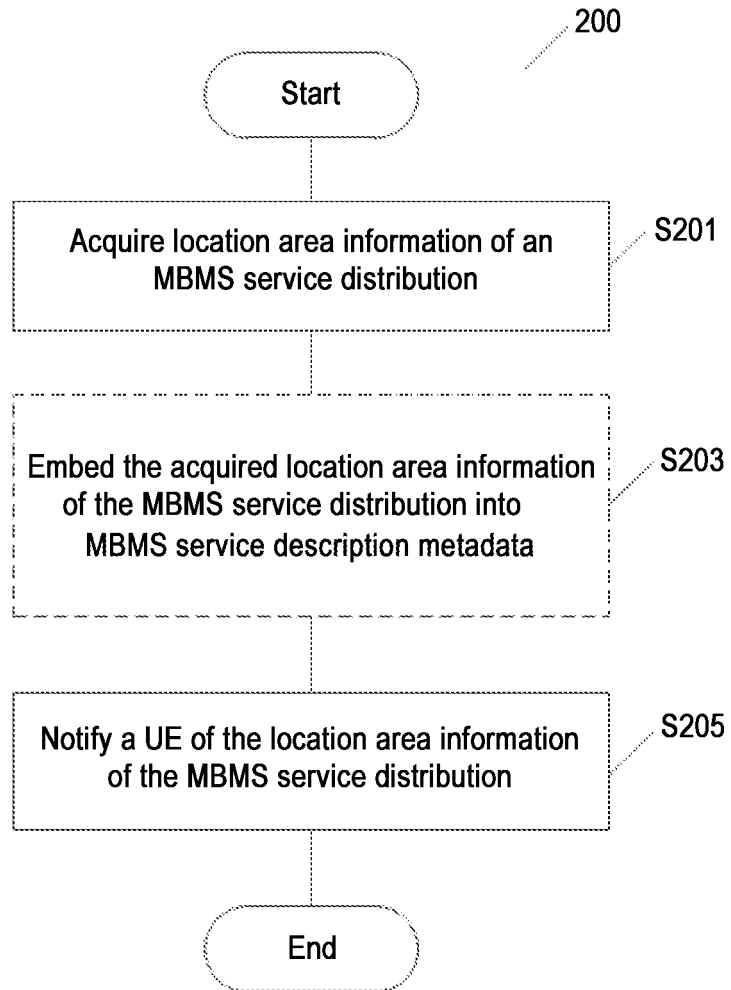 200
Start
Acquire location area information of an
MBMS service distribution
S201
Embed the acquired location area information
of the MBMS service distribution into
MBMS service description metadata
S203
Notify a UE of the location area information
of the MBMS service distribution
S205
End